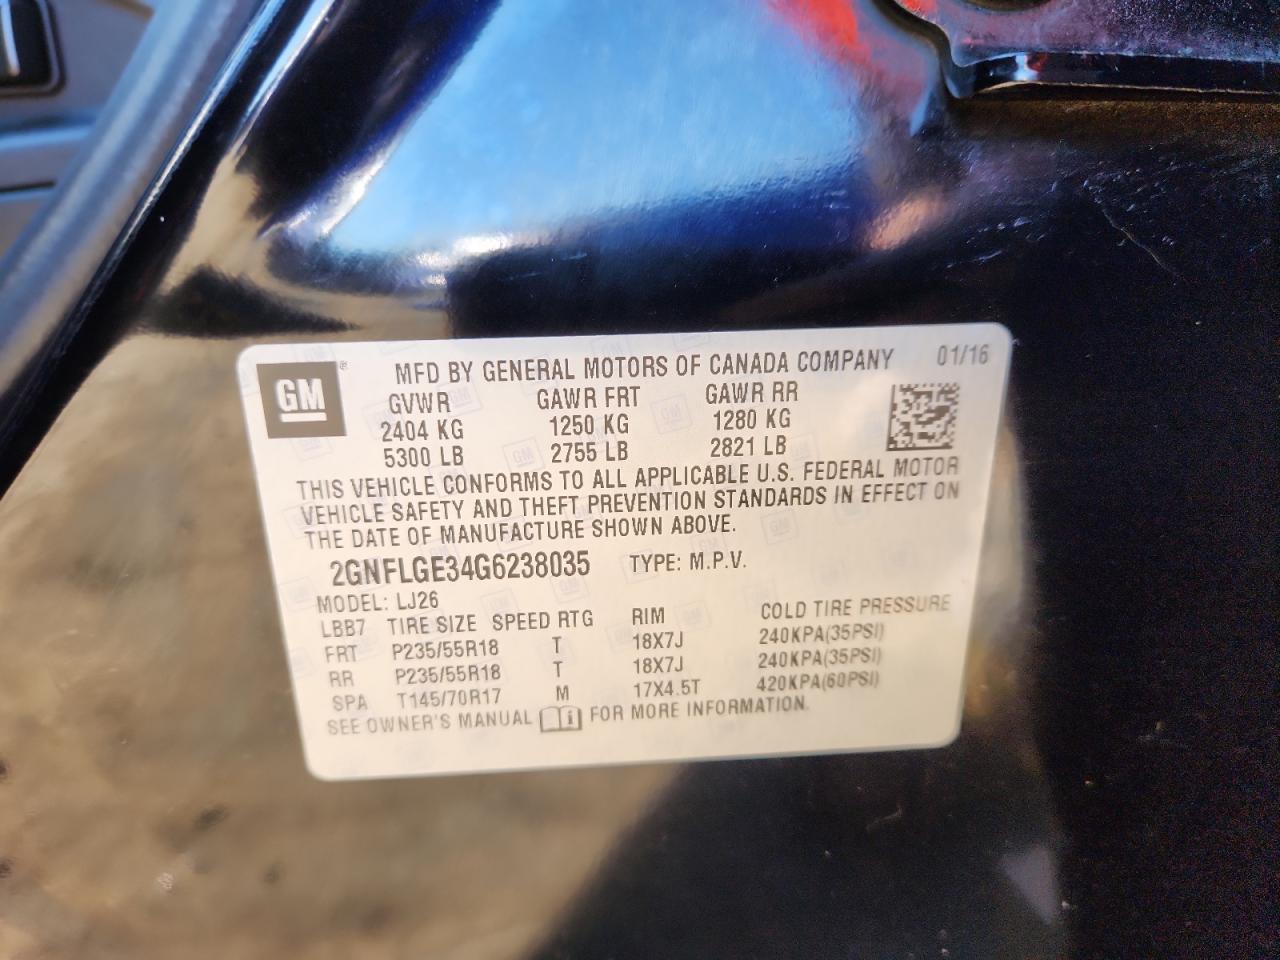 GM ® MFD BY GENERAL MOTORS OF CANADA COMPANY 01/16
GVWR GAWR FRT GAWR RR
2404 KG 1250 KG 1280 KG
5300 LB 2755 LB 2821 LB
THIS VEHICLE CONFORMS TO ALL APPLICABLE U.S. FEDERAL MOTOR
VEHICLE SAFETY AND THEFT PREVENTION STANDARDS IN EFFECT ON
THE DATE OF MANUFACTURE SHOWN ABOVE.
2GNFLGE34G6238035 TYPE: M.P.V.
MODEL: LJ26
LBB7 TIRE SIZE SPEED RTG RIM COLD TIRE PRESSURE
FRT P235/55R18 T 18X7J 240KPA(35PSI)
RR P235/55R18 T 18X7J 240KPA(35PSI)
SPA T145/70R17 M 17X4.5T 420KPA(60PSI)
SEE OWNER'S MANUAL FOR MORE INFORMATION.